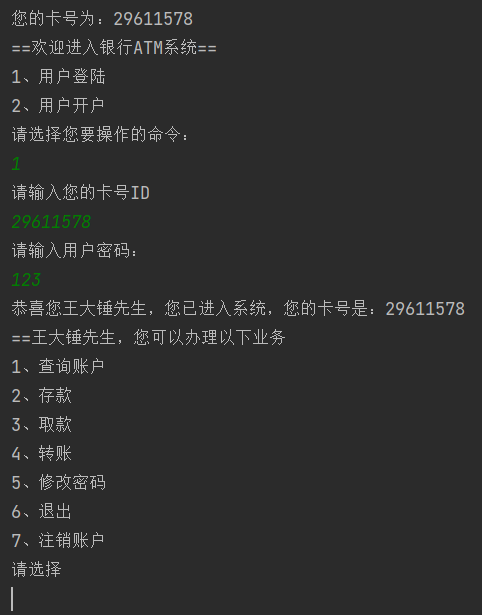 您的卡号为：29611578
==欢迎进入银行ATM系统==
1、用户登陆
2、用户开户
请选择您要操作的命令：
1
请输入您的卡号ID
29611578
请输入用户密码：
123
恭喜您王大锤先生，您已进入系统，您的卡号是：29611578
==王大锤先生，您可以办理以下业务
1、查询账户
2、存款
3、取款
4、转账
5、修改密码
6、退出
7、注销账户
请选择